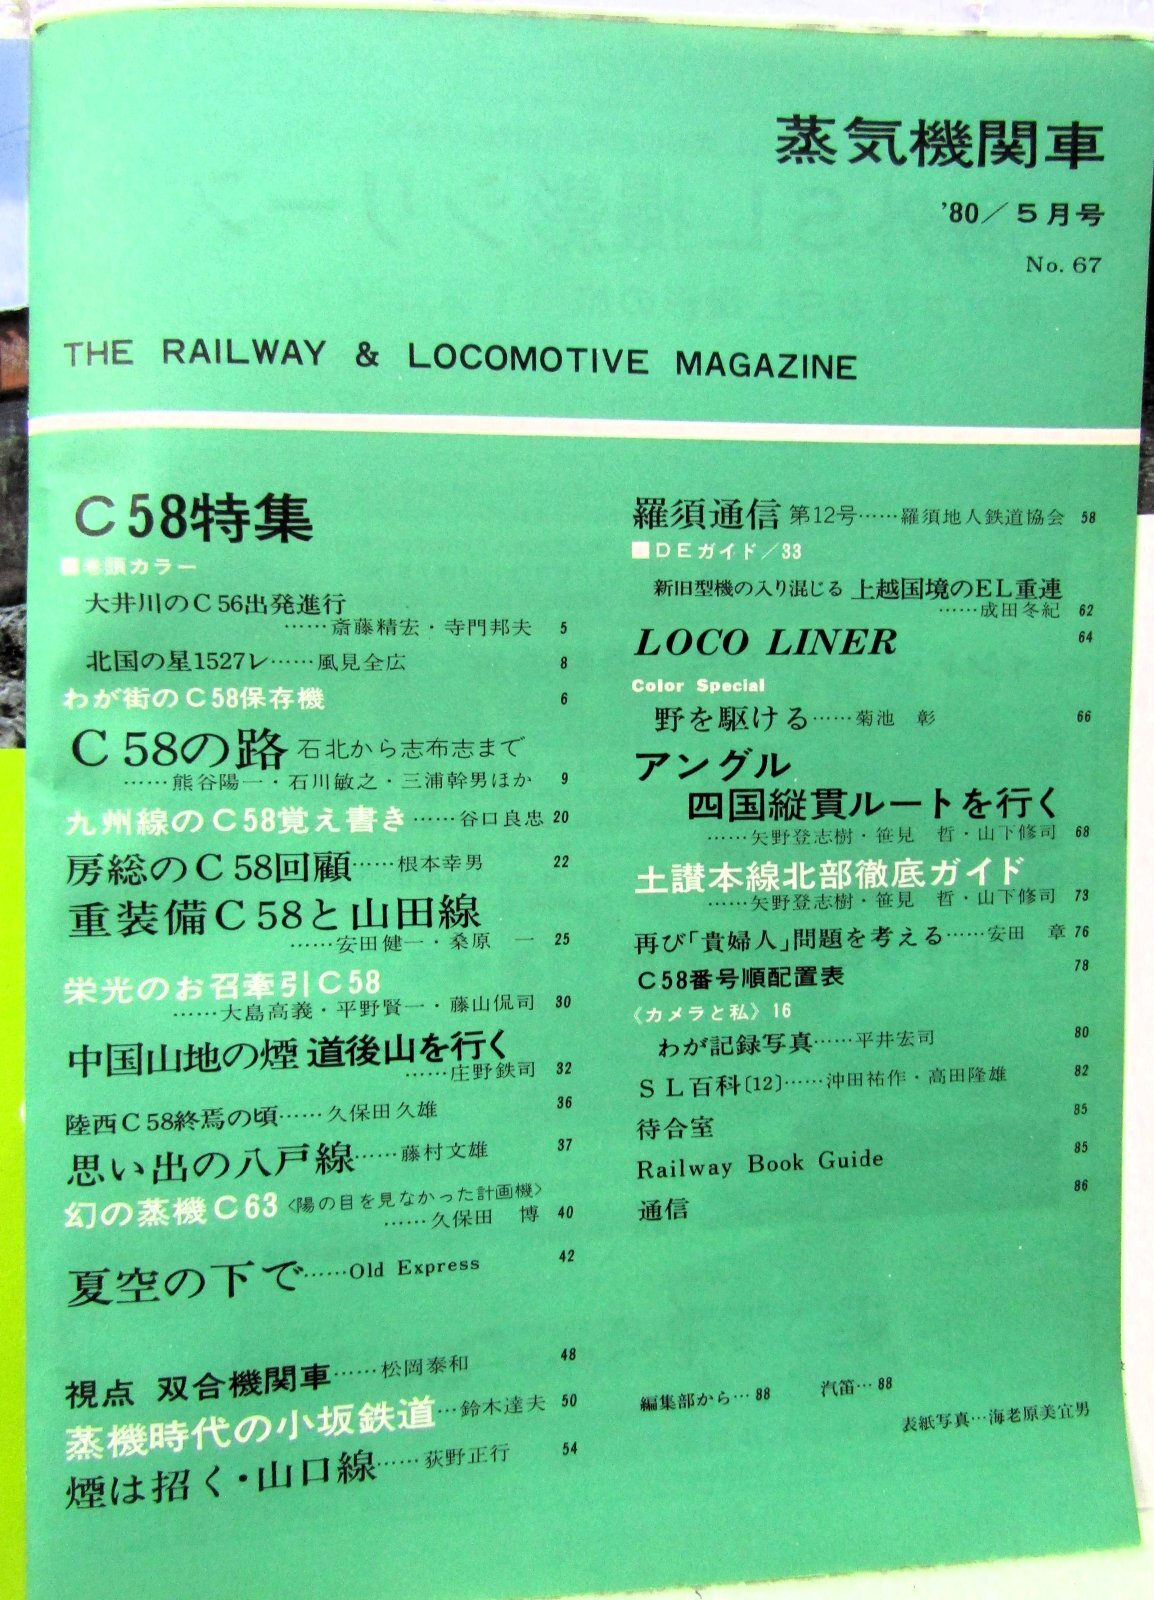 蒸気機関車
'80/5月号
No. 67
THE RAILWAY & LOCOMOTIVE MAGAZINE
C58特集
■巻頭カラー
大井川のC56出発進行
……斎藤精宏・寺門邦夫 5
北国の星1527レ……風見全広 8
わが街のC58保存機 6
C58の路 石北から志布志まで
……熊谷陽一・石川敏之・三浦幹男ほか 9
九州線のC58覚え書き……谷口良忠 20
房総のC58回顧……根本幸男 22
重装備C58と山田線
……安田健一・桑原 一 25
栄光のお召牽引C58
……大島高義・平野賢一・藤山侃司 30
中国山地の煙 道後山を行く
……庄野鉄司 32
陸西C58終焉の頃……久保田久雄 36
思い出の八戸線……藤村文雄 37
幻の蒸機C63〈陽の目を見なかった計画機〉
……久保田 博 40
夏空の下で……Old Express 42
視点 双合機関車……松岡泰和 48
蒸機時代の小坂鉄道…鈴木達夫 50
煙は招く・山口線……荻野正行 54
羅須通信 第12号……羅須地人鉄道協会 58
■DEガイド/33
新旧型機の入り混じる 上越国境のEL重連
……成田冬紀 62
LOCO LINER 64
Color Special
野を駆ける……菊池 彰 66
アングル
四国縦貫ルートを行く
……矢野登志樹・笹見 哲・山下修司 68
土讃本線北部徹底ガイド
……矢野登志樹・笹見 哲・山下修司 73
再び「貴婦人」問題を考える……安田 章 76
C58番号順配置表 78
《カメラと私》16
わが記録写真……平井宏司 80
SL百科〔12〕……沖田祐作・高田隆雄 82
待合室 85
Railway Book Guide 85
通信 86
編集部から…88 汽笛…88
表紙写真…海老原美宜男